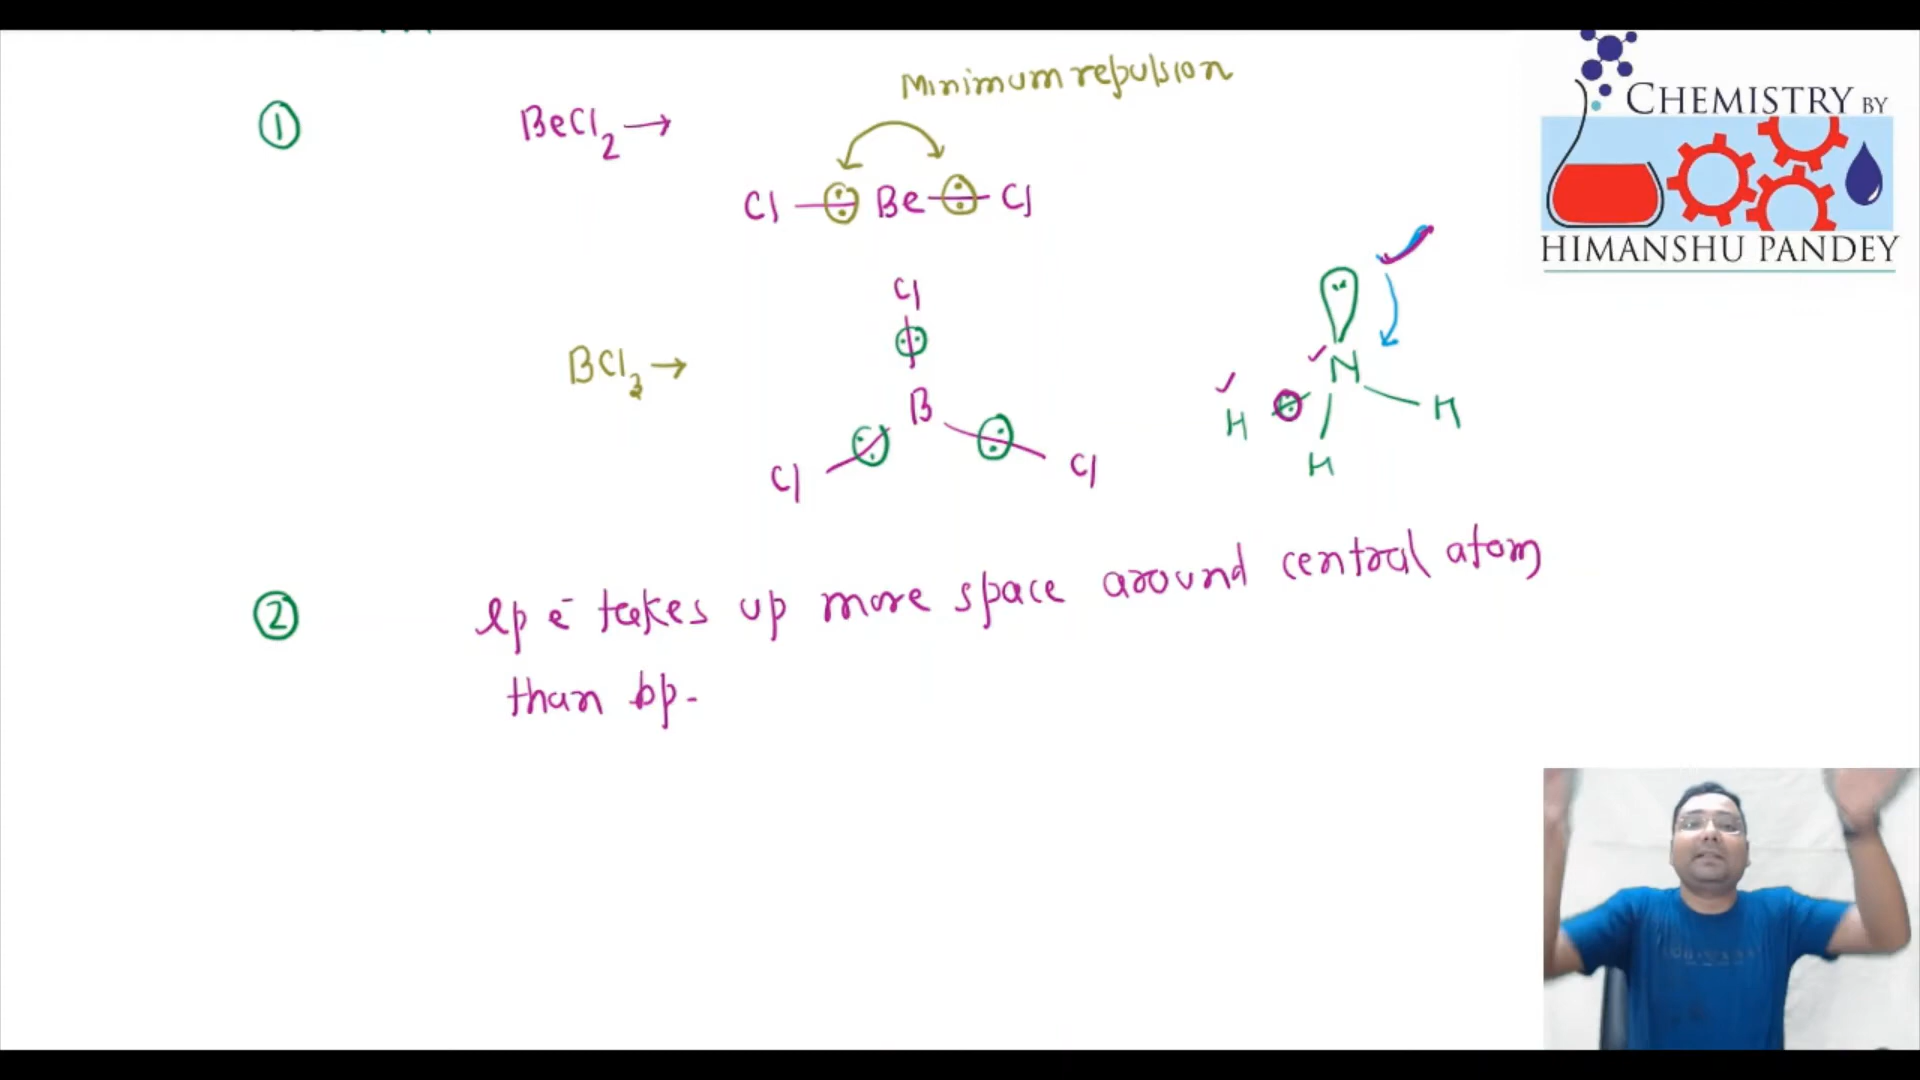 Minimum repulsion
① BeCl2 →
Cl Be Cl
CHEMISTRY BY
HIMANSHU PANDEY
Cl
BCl3 →
B
Cl Cl
N
H H
H
② lp e- takes up more space around central atom
than bp.